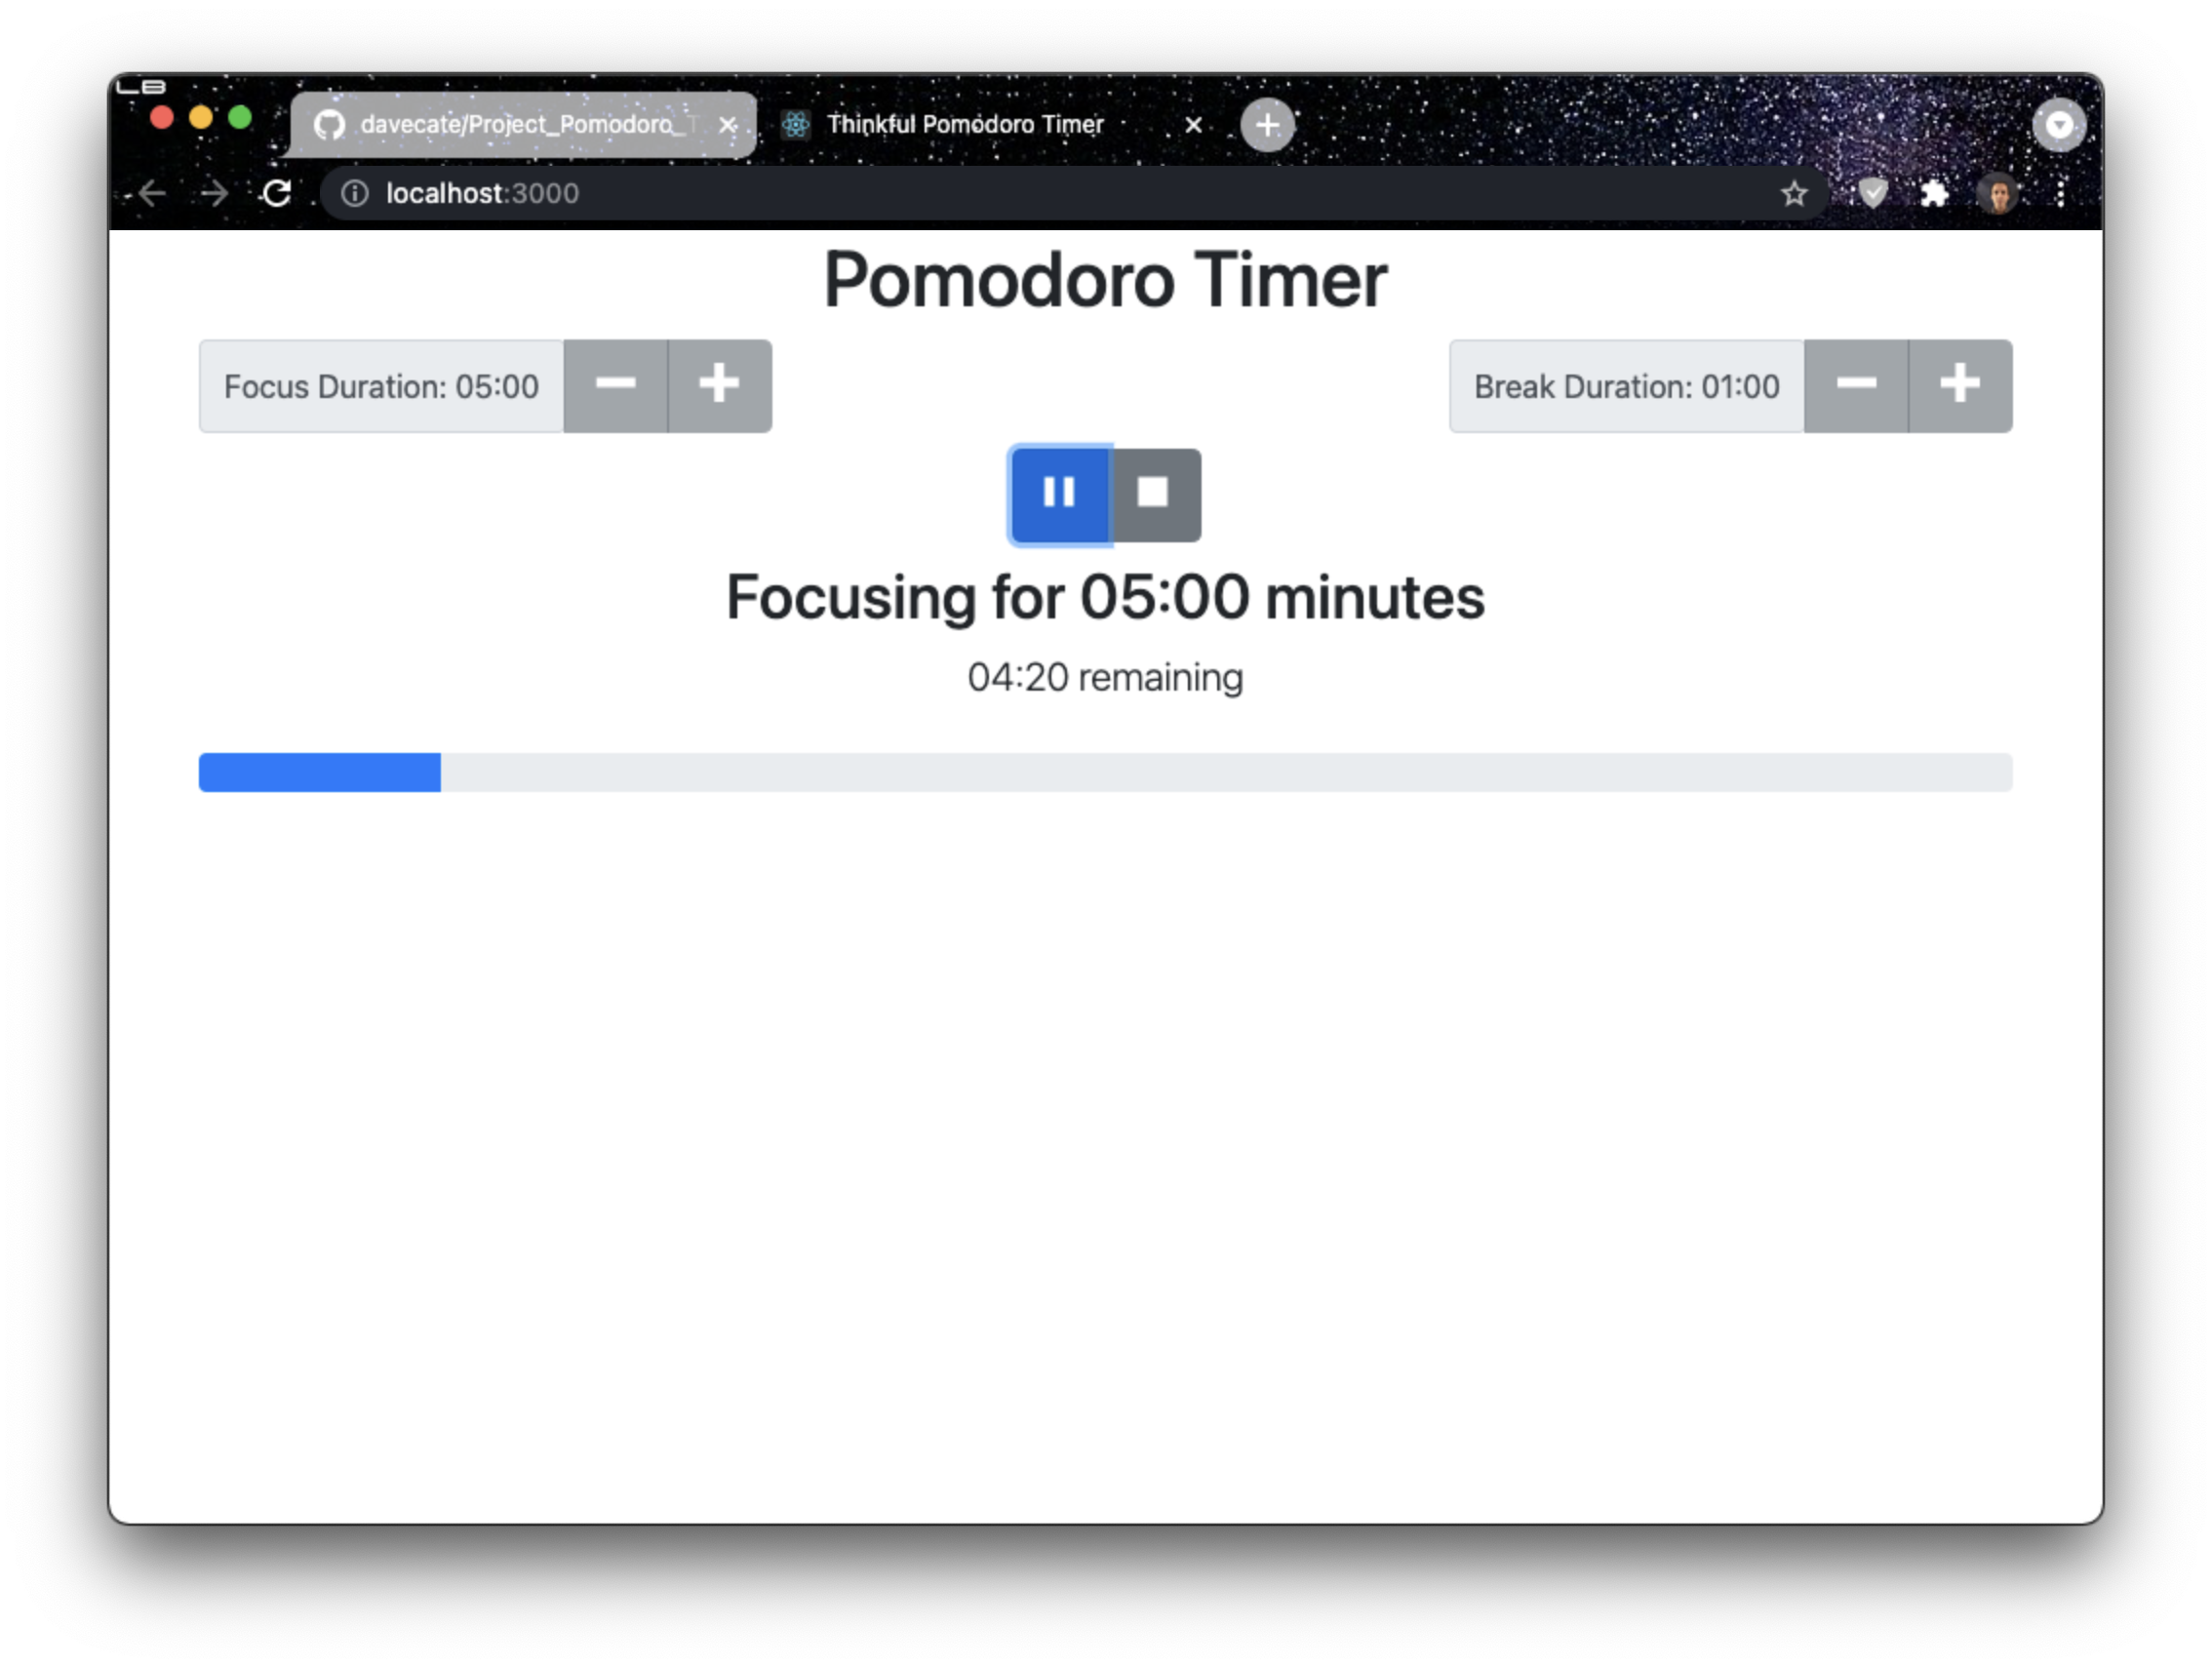 davecate/Project_Pomodoro_T
Thinkful Pomodoro Timer
localhost:3000
Pomodoro Timer
Focus Duration: 05:00
Break Duration: 01:00
Focusing for 05:00 minutes
04:20 remaining